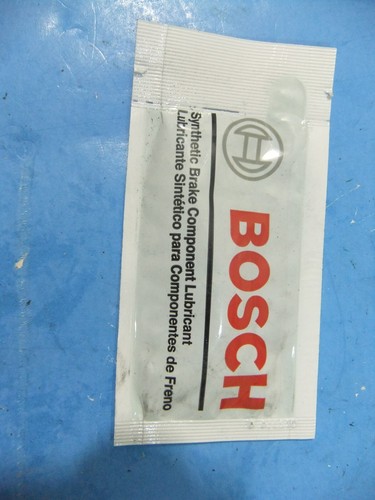 BOSCH
Synthetic Brake Component Lubricant
Lubricante Sintético para Componentes de Freno